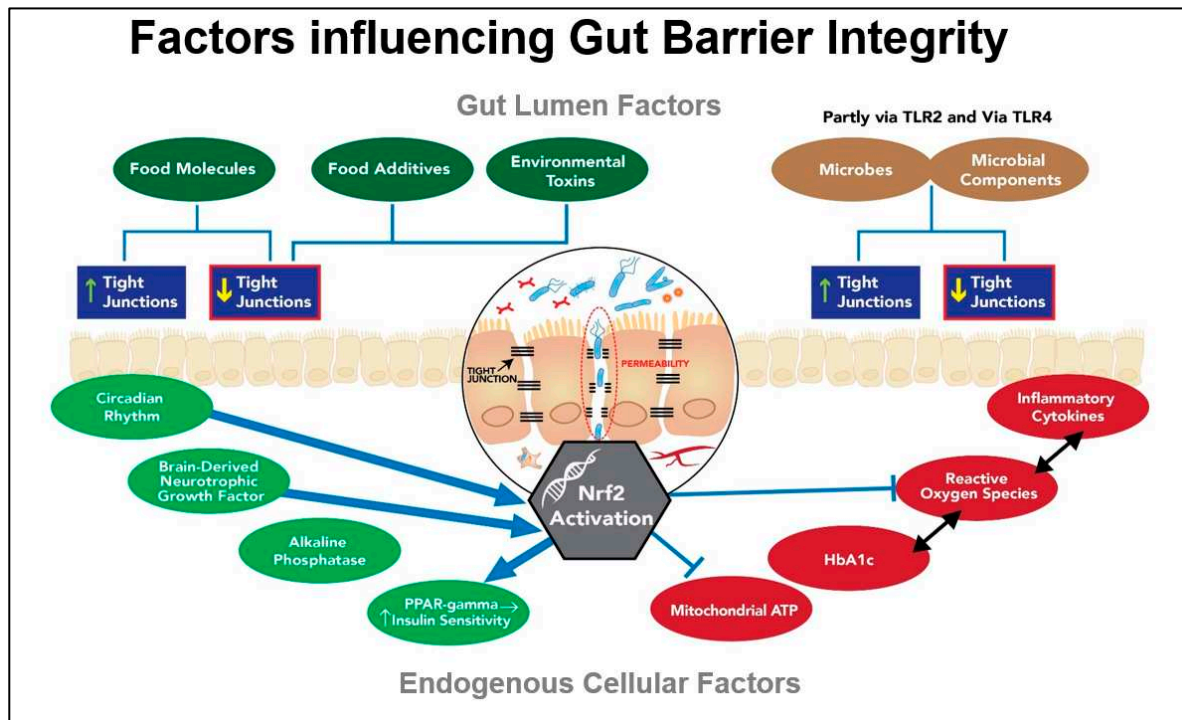 Factors influencing Gut Barrier Integrity
Gut Lumen Factors
Partly via TLR2 and Via TLR4
Food Molecules
Food Additives
Environmental
Toxins
Microbes
Microbial
Components
↑ Tight
Junctions
↓ Tight
Junctions
↑ Tight
Junctions
↓ Tight
Junctions
TIGHT
JUNCTION
PERMEABILITY
Circadian
Rhythm
Brain-Derived
Neurotrophic
Growth Factor
Alkaline
Phosphatase
PPAR-gamma →
↑ Insulin Sensitivity
Nrf2
Activation
Inflammatory
Cytokines
Reactive
Oxygen Species
HbA1c
Mitochondrial ATP
Endogenous Cellular Factors